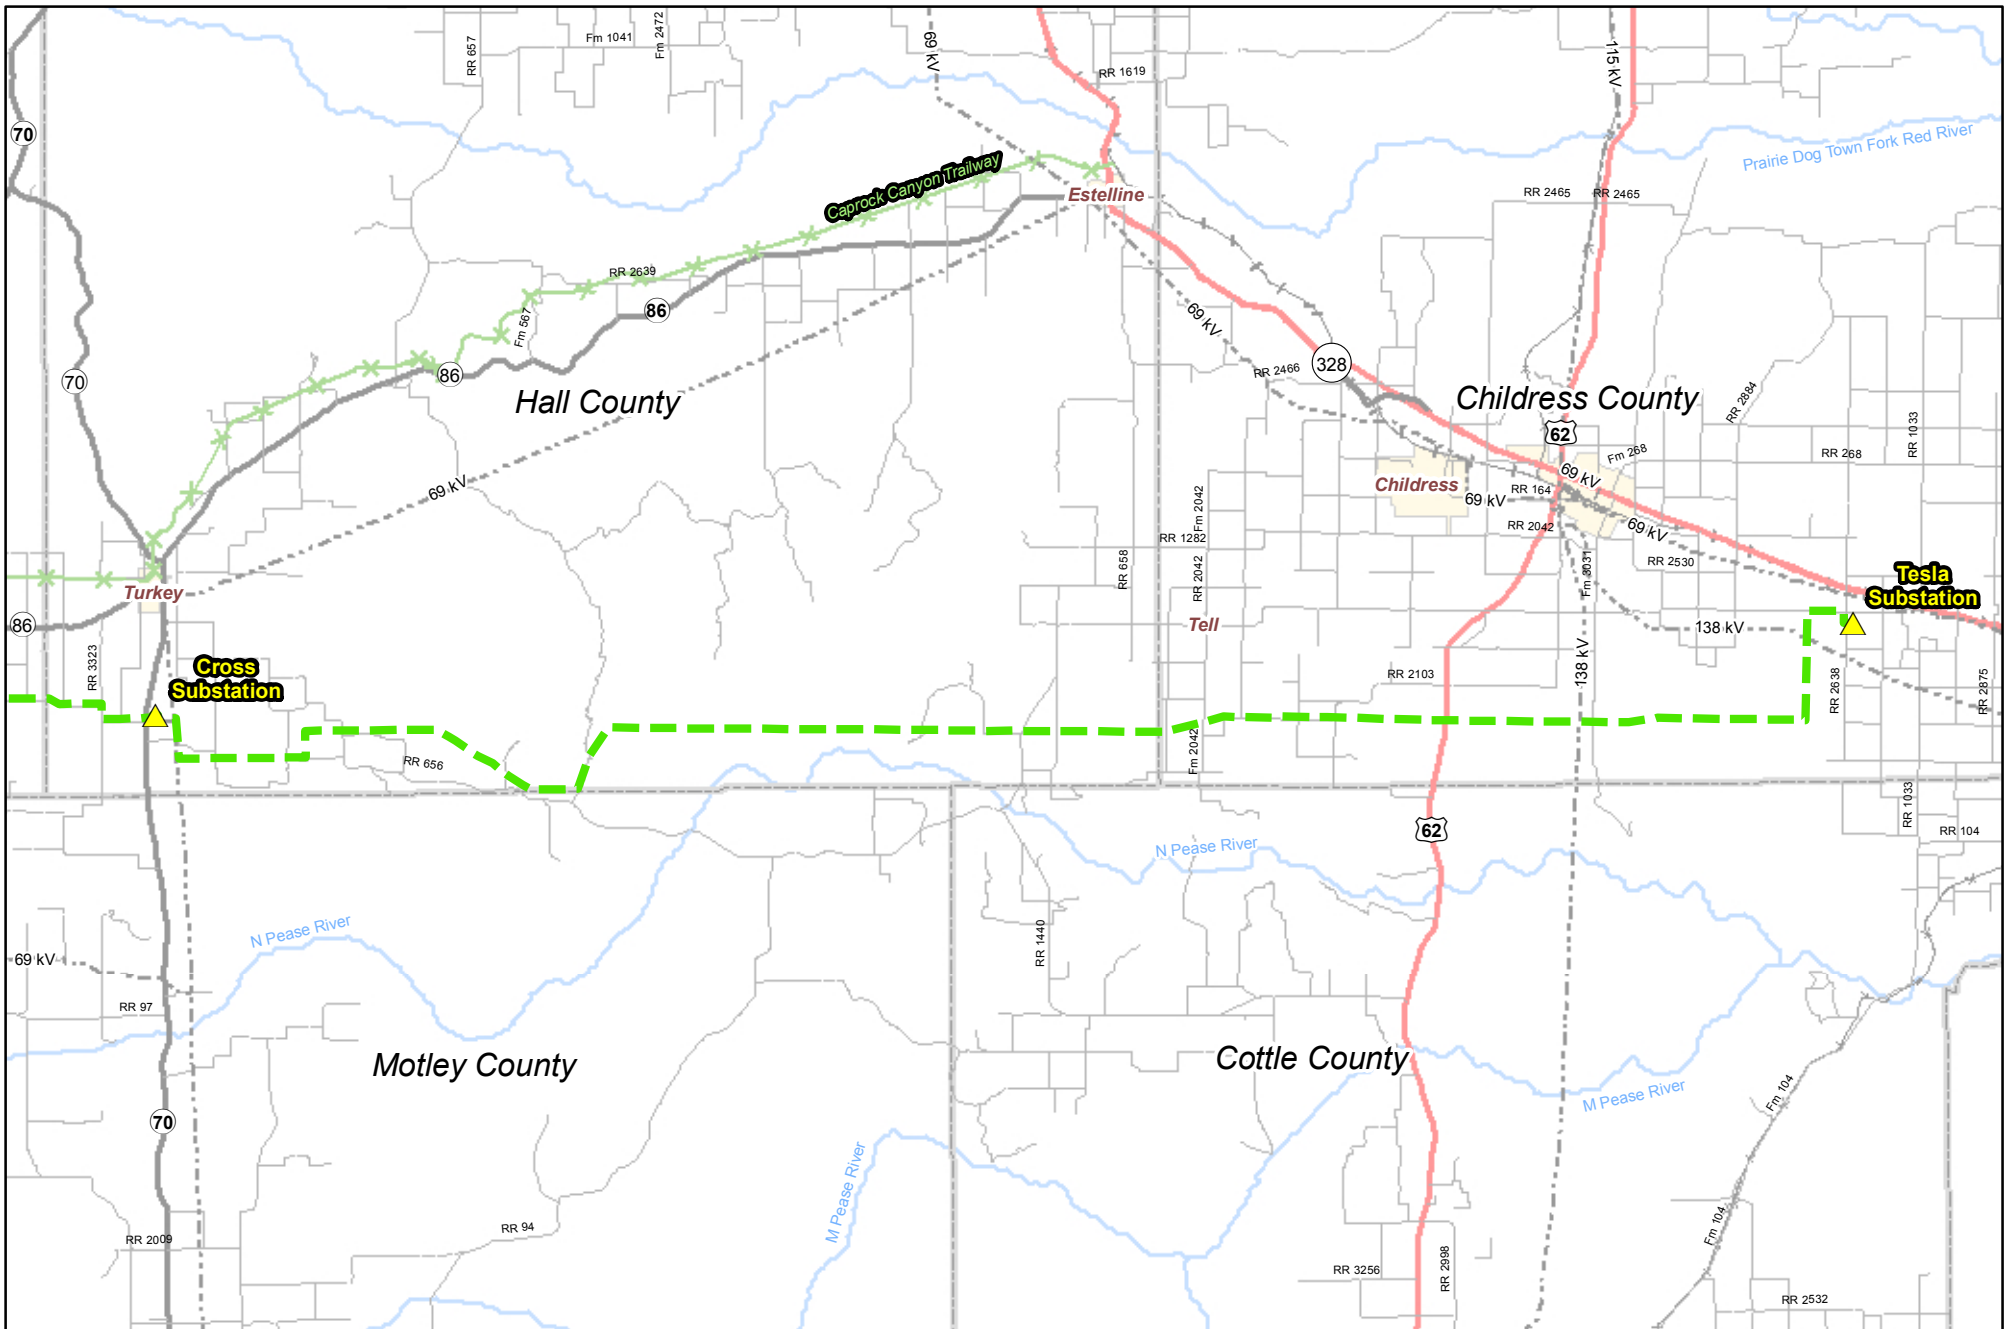 Fm 1041
Fm 2472
RR 657
69 kV
RR 1619
115 kV
70
Prairie Dog Town Fork Red River
Caprock Canyon Trailway
Estelline
RR 2465
RR 2465
RR 2639
86
Fm 567
69 kV
328
RR 2466
70
86
Hall County
Childress County
62
RR 2884
RR 1033
Fm 268
RR 268
69 kV
69 kV
Childress
69 kV
RR 164
Fm 2042
RR 2042
69 kV
RR 1282
RR 658
RR 2042
Fm 3031
RR 2530
Tesla
Substation
Turkey
86
Tell
138 kV
138 kV
RR 3323
Cross
Substation
RR 2103
RR 2638
RR 2875
Fm 2042
RR 656
RR 1033
RR 104
62
N Pease River
N Pease River
69 kV
RR 1440
RR 97
Motley County
Cottle County
M Pease River
Fm 104
70
M Pease River
RR 94
RR 2009
Fm 104
RR 3256
RR 2998
RR 2532